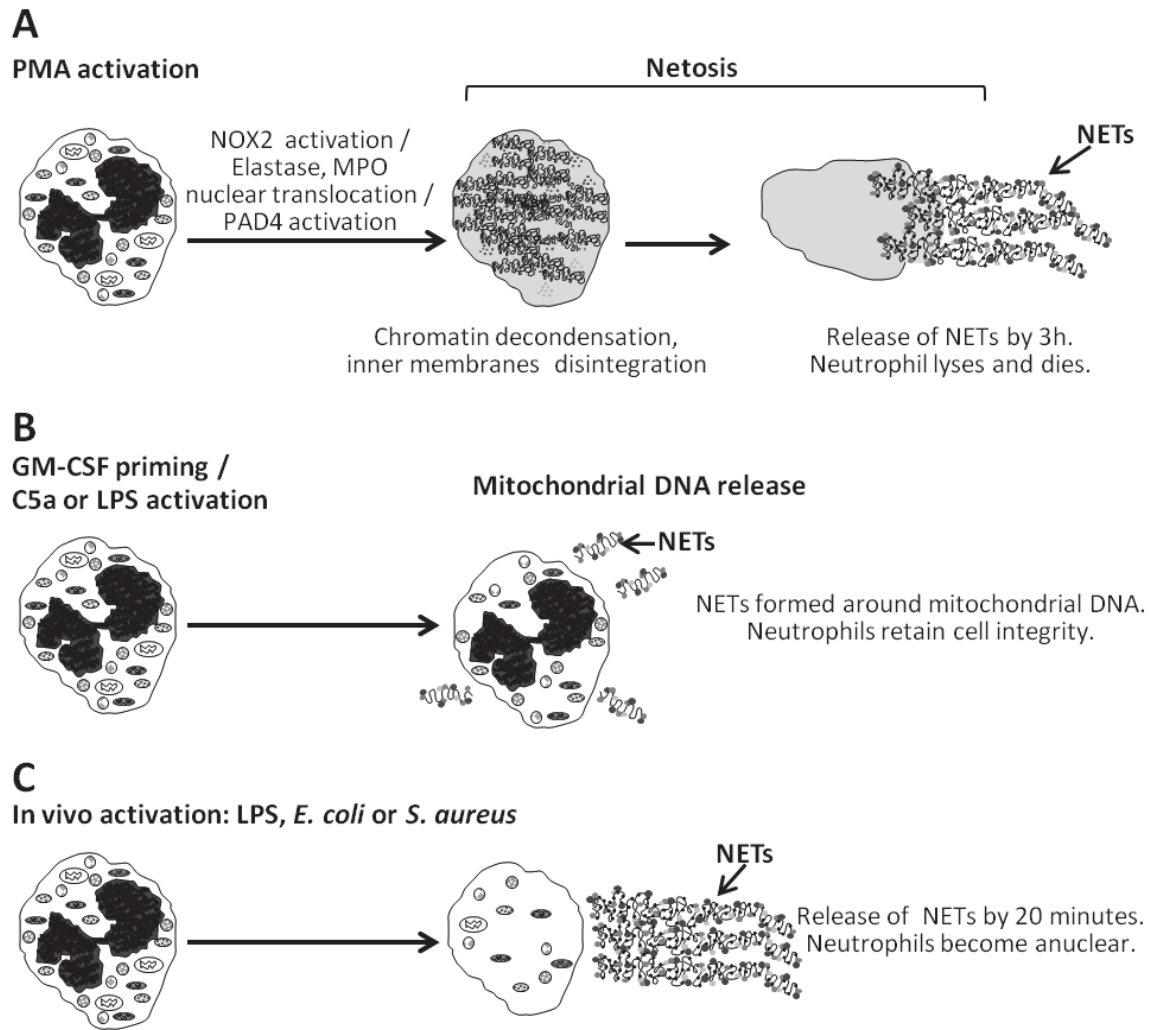 A
PMA activation
Netosis
NOX2 activation /
Elastase, MPO
nuclear translocation /
PAD4 activation
NETs
Chromatin decondensation,
inner membranes disintegration
Release of NETs by 3h.
Neutrophil lyses and dies.
B
GM-CSF priming /
C5a or LPS activation
Mitochondrial DNA release
NETs
NETs formed around mitochondrial DNA.
Neutrophils retain cell integrity.
C
In vivo activation: LPS, E. coli or S. aureus
NETs
Release of NETs by 20 minutes.
Neutrophils become anuclear.